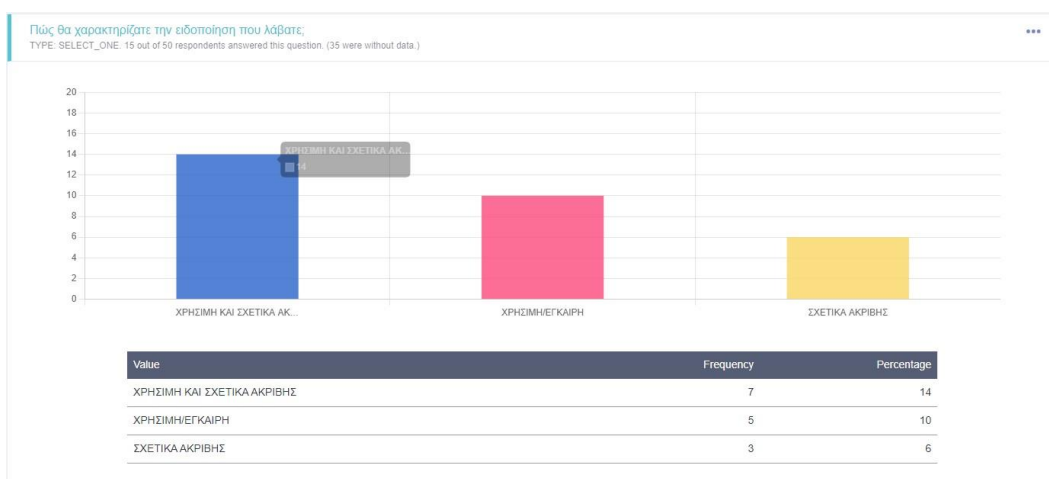 Πώς θα χαρακτηρίζατε την ειδοποίηση που λάβατε;
TYPE: SELECT_ONE. 15 out of 50 respondents answered this question. (35 were without data.)
20
18
16
14
12
10
8
6
4
2
0
ΧΡΗΣΙΜΗ ΚΑΙ ΣΧΕΤΙΚΑ ΑΚ...
14
ΧΡΗΣΙΜΗ ΚΑΙ ΣΧΕΤΙΚΑ ΑΚ... ΧΡΗΣΙΜΗ/ΕΓΚΑΙΡΗ ΣΧΕΤΙΚΑ ΑΚΡΙΒΗΣ
Value Frequency Percentage
ΧΡΗΣΙΜΗ ΚΑΙ ΣΧΕΤΙΚΑ ΑΚΡΙΒΗΣ 7 14
ΧΡΗΣΙΜΗ/ΕΓΚΑΙΡΗ 5 10
ΣΧΕΤΙΚΑ ΑΚΡΙΒΗΣ 3 6